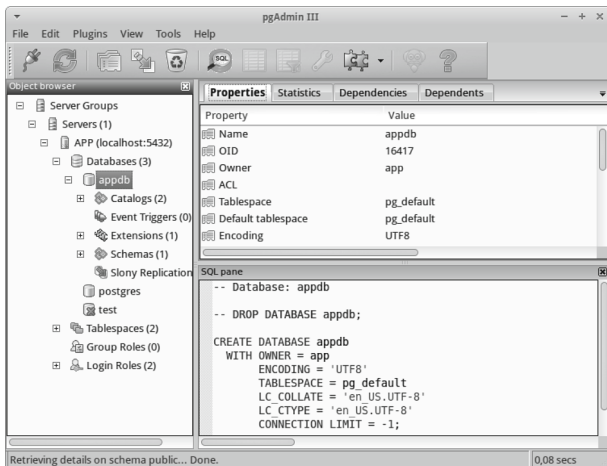 pgAdmin III
File Edit Plugins View Tools Help
SQL
Object browser
Server Groups
Servers (1)
APP (localhost:5432)
Databases (3)
appdb
Catalogs (2)
Event Triggers (0)
Extensions (1)
Schemas (1)
Slony Replication
postgres
test
Tablespaces (2)
Group Roles (0)
Login Roles (2)
Properties Statistics Dependencies Dependents
Property Value
Name appdb
OID 16417
Owner app
ACL
Tablespace pg_default
Default tablespace pg_default
Encoding UTF8
SQL pane
-- Database: appdb
-- DROP DATABASE appdb;
CREATE DATABASE appdb
WITH OWNER = app
ENCODING = 'UTF8'
TABLESPACE = pg_default
LC_COLLATE = 'en_US.UTF-8'
LC_CTYPE = 'en_US.UTF-8'
CONNECTION LIMIT = -1;
Retrieving details on schema public... Done. 0,08 secs